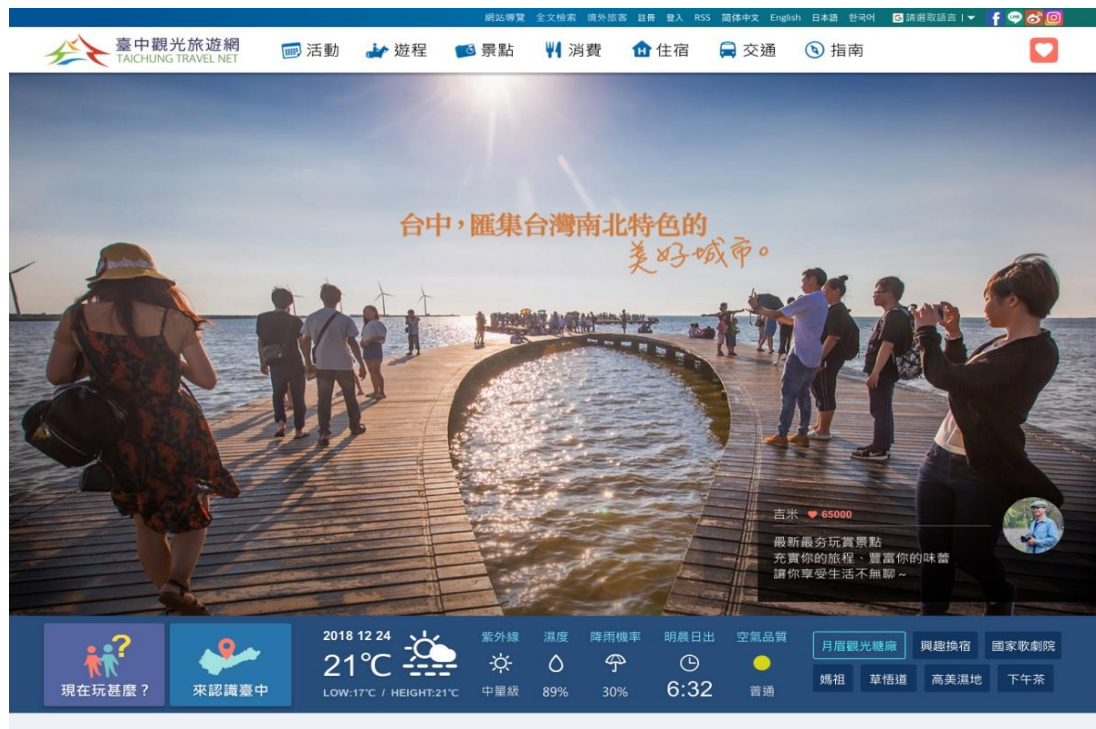 網站導覽 全文檢索 境外旅客 註冊 登入 RSS 简体中文 English 日本語 한국어 請選取語言
臺中觀光旅遊網
TAICHUNG TRAVEL NET
活動 遊程 景點 消費 住宿 交通 指南
台中，匯集台灣南北特色的
美好城市。
吉米 65000
最新最夯玩賞景點
充實你的旅程、豐富你的味蕾
讓你享受生活不無聊~
現在玩甚麼？
來認識臺中
2018 12 24
21℃
LOW:17℃ / HEIGHT:21℃
紫外線 濕度 降雨機率 明晨日出 空氣品質
中量級 89% 30% 6:32 普通
月眉觀光糖廠 興趣換宿 國家歌劇院
媽祖 草悟道 高美濕地 下午茶